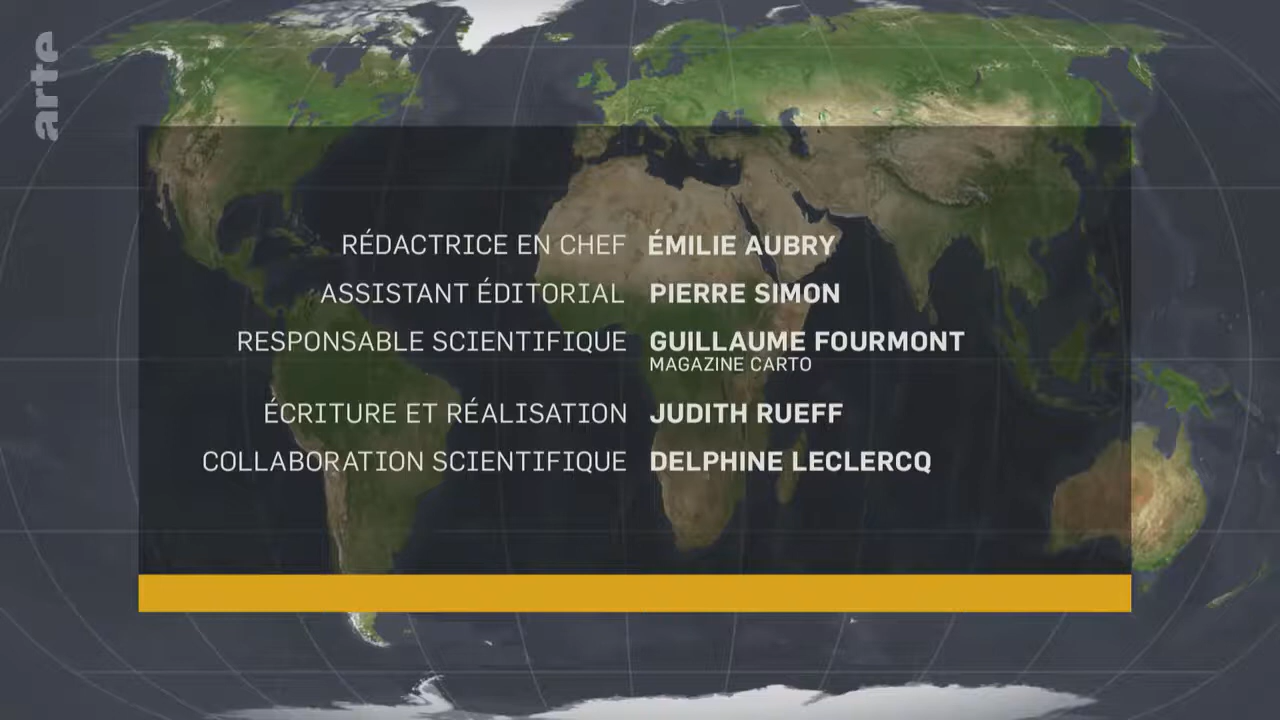 arte
RÉDACTRICE EN CHEF ÉMILIE AUBRY
ASSISTANT ÉDITORIAL PIERRE SIMON
RESPONSABLE SCIENTIFIQUE GUILLAUME FOURMONT
MAGAZINE CARTO
ÉCRITURE ET RÉALISATION JUDITH RUEFF
COLLABORATION SCIENTIFIQUE DELPHINE LECLERCQ